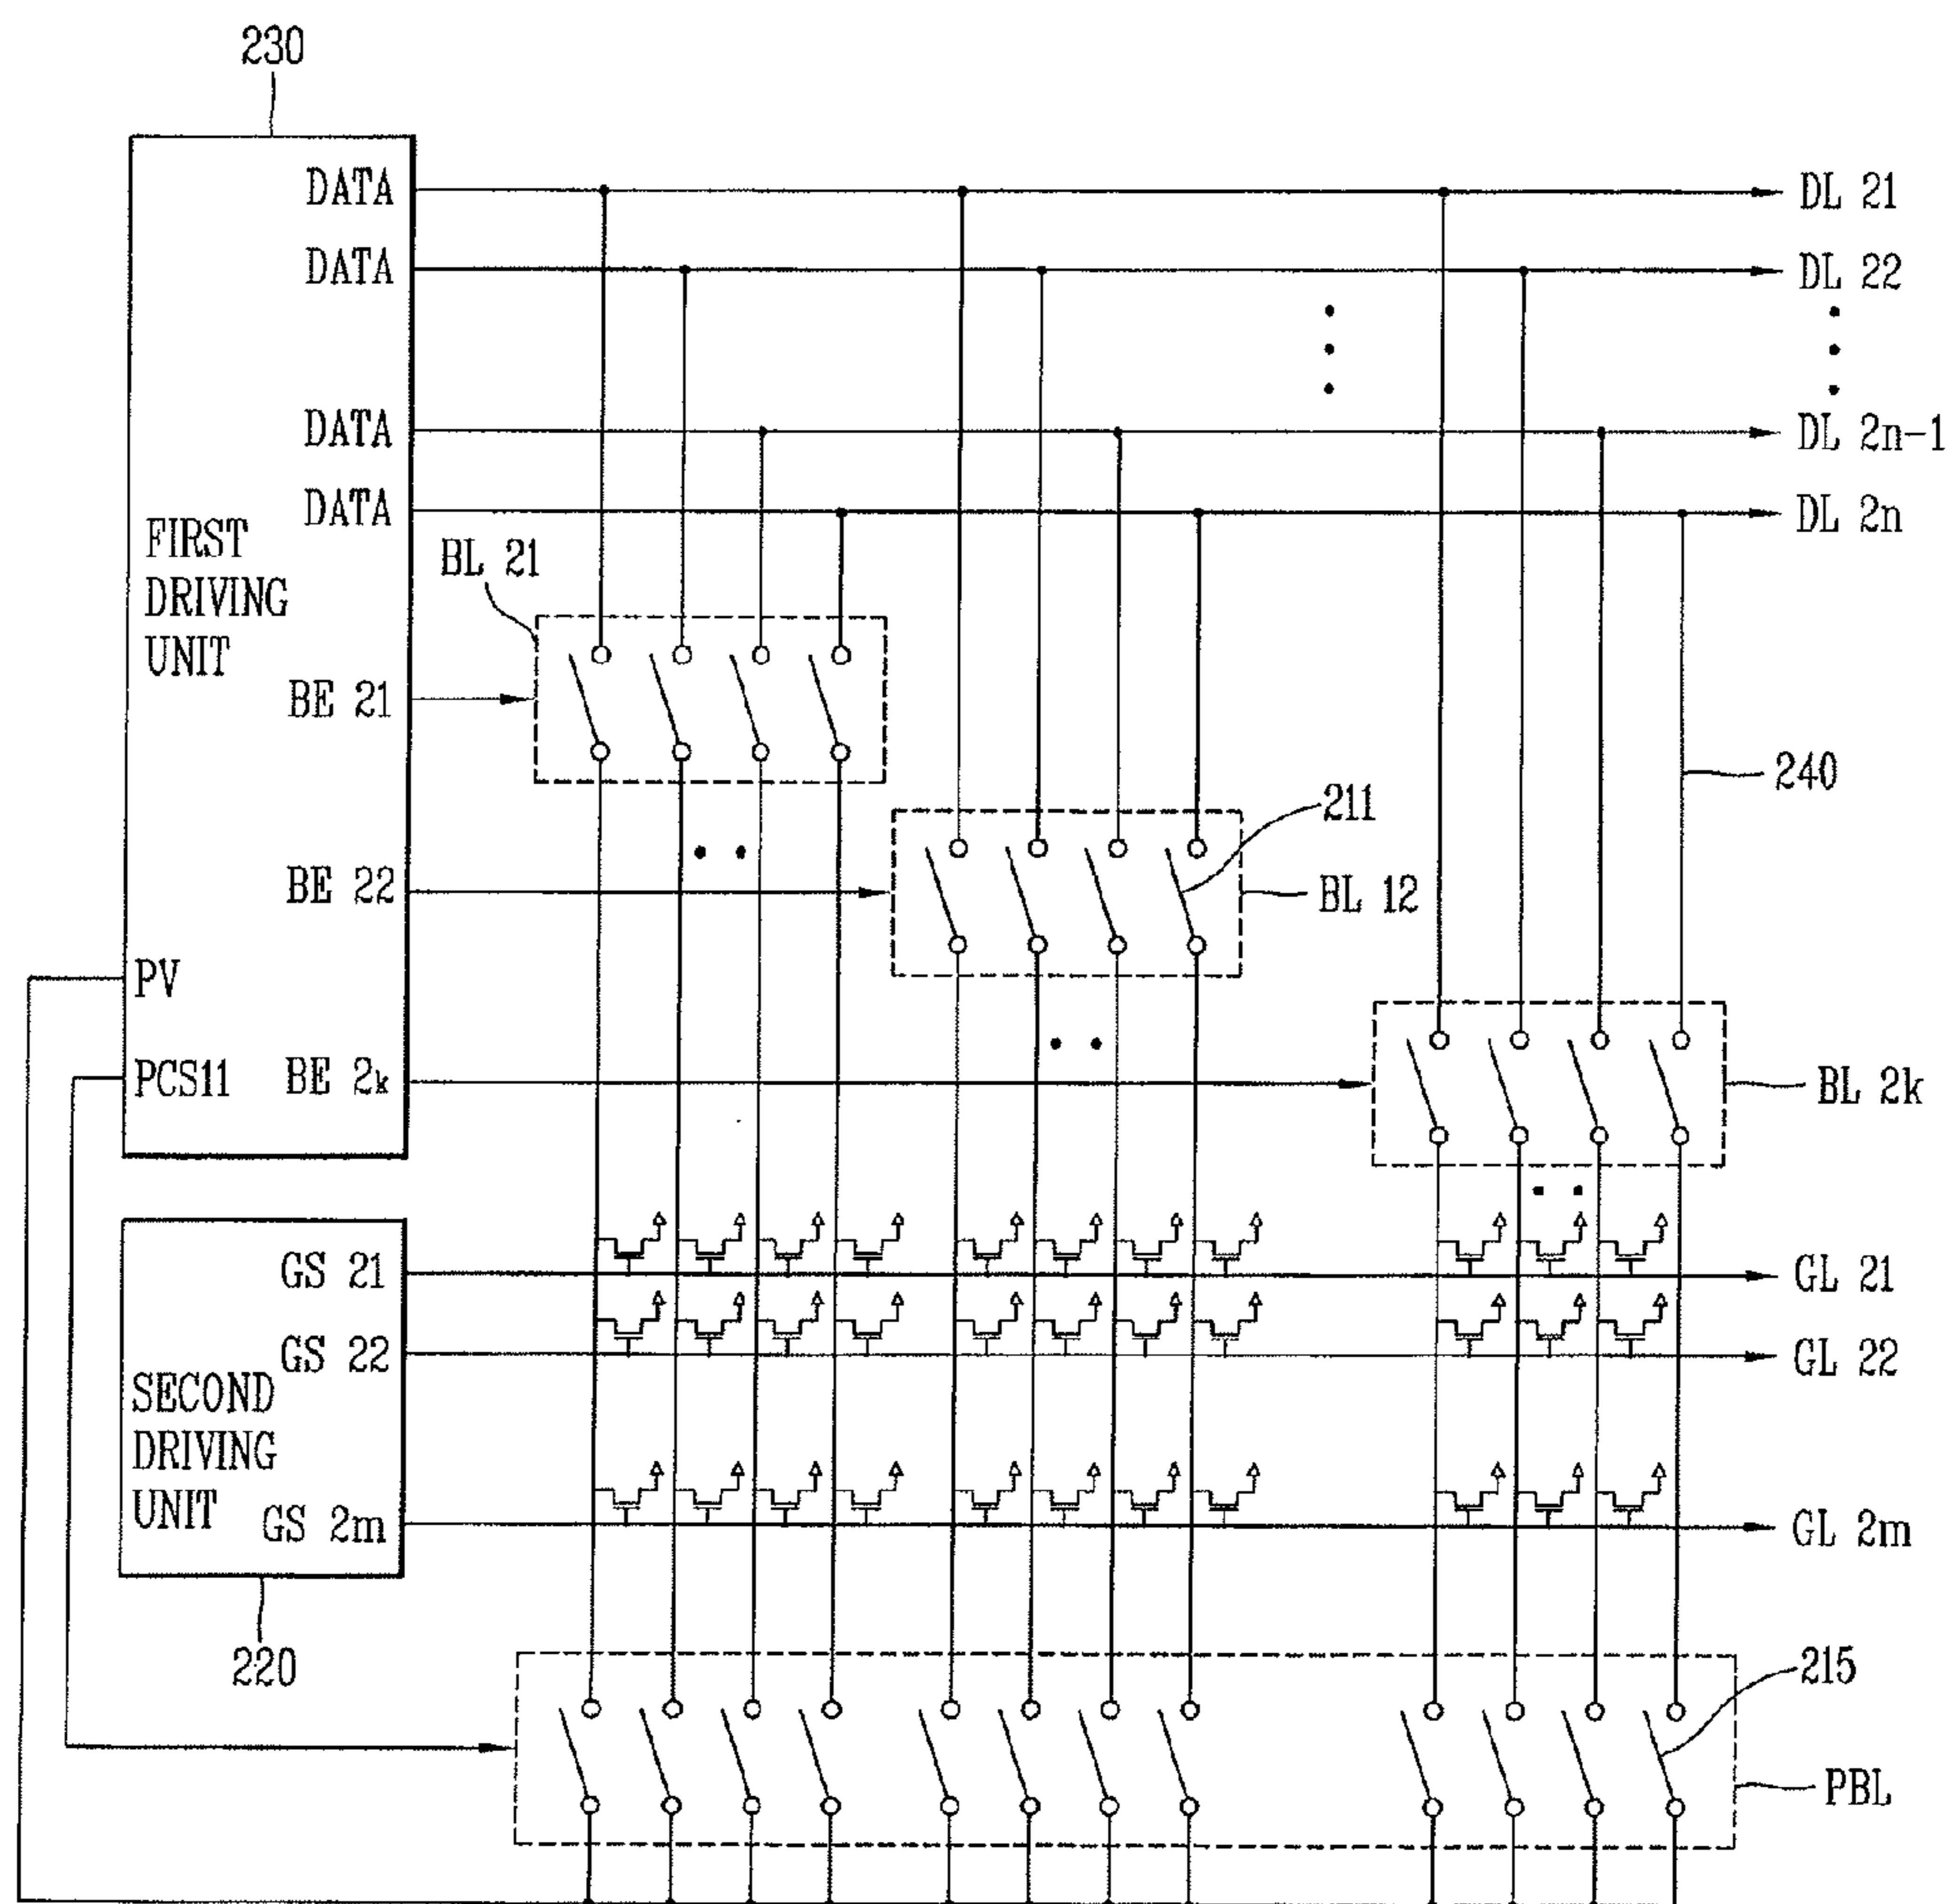 230
DATA
DL 21
DATA
DL 22
DATA
DL 2n-1
DATA
DL 2n
FIRST
DRIVING
UNIT
BL 21
BE 21
240
211
BE 22
BL 12
PV
PCS11
BE 2k
BL 2k
GS 21
GL 21
GS 22
GL 22
SECOND
DRIVING
UNIT
GS 2m
GL 2m
220
215
PBL